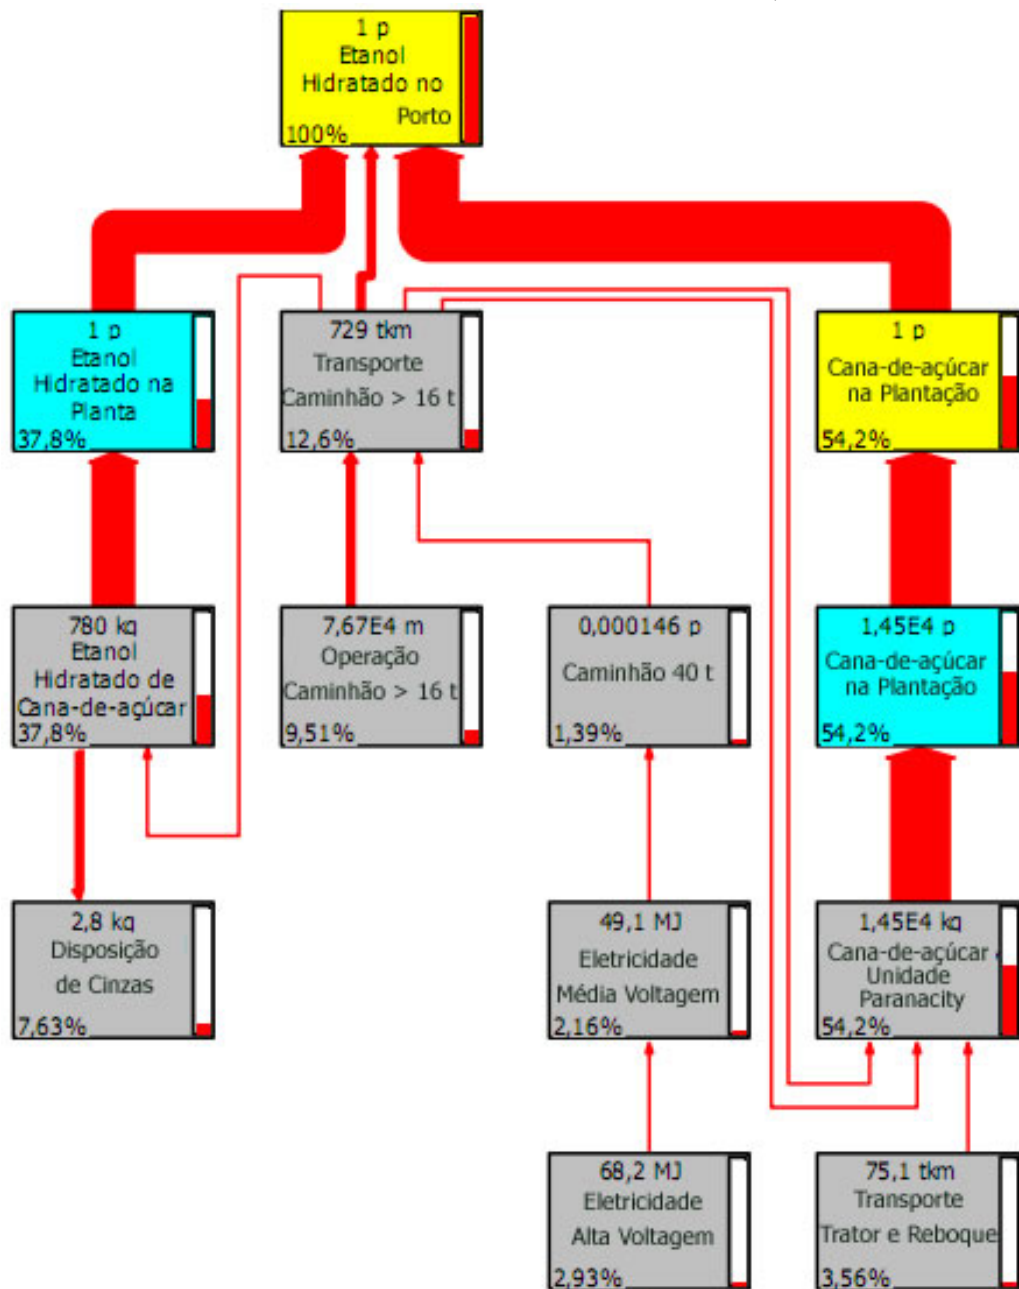 1 p
Etanol
Hidratado no
Porto
100%
1 p
Etanol
Hidratado na
Planta
37,8%
729 tkm
Transporte
Caminhão > 16 t
12,6%
1 p
Cana-de-açúcar
na Plantação
54,2%
780 kg
Etanol
Hidratado de
Cana-de-açúcar
37,8%
7,67E4 m
Operação
Caminhão > 16 t
9,51%
0,000146 p
Caminhão 40 t
1,39%
1,45E4 p
Cana-de-açúcar
na Plantação
54,2%
2,8 kg
Disposição
de Cinzas
7,63%
49,1 MJ
Eletricidade
Média Voltagem
2,16%
1,45E4 kg
Cana-de-açúcar
Unidade
Paranacity
54,2%
68,2 MJ
Eletricidade
Alta Voltagem
2,93%
75,1 tkm
Transporte
Trator e Reboque
3,56%